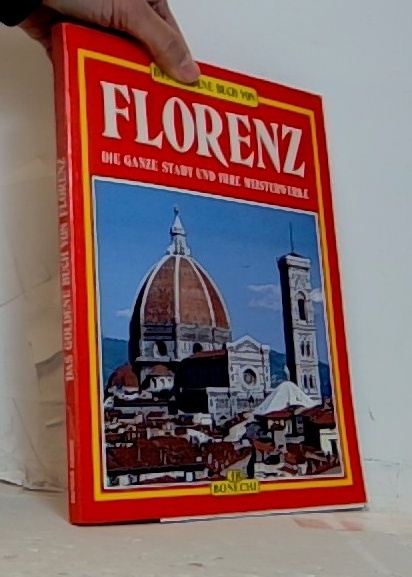 DAS GOLDENE BUCH VON
FLORENZ
DIE GANZE STADT UND IHRE MEISTERWERKE
BONECHI
DAS GOLDENE BUCH VON FLORENZ